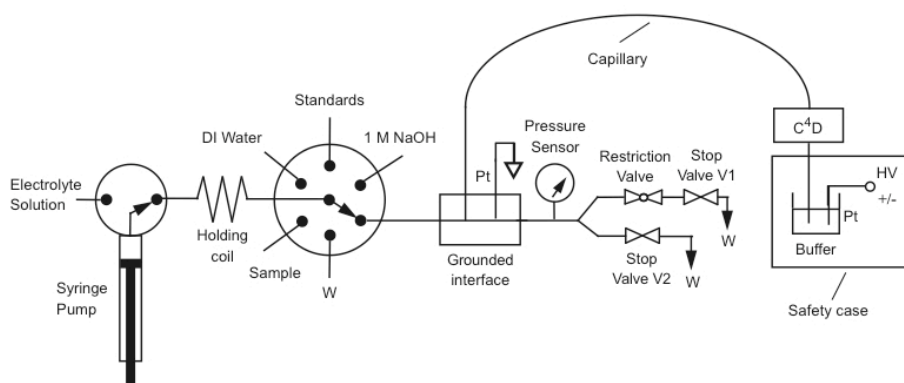 Capillary
Standards
DI Water
1 M NaOH
Pressure
Sensor
C⁴D
Electrolyte
Solution
Pt
Restriction
Valve
Stop
Valve V1
HV
+/-
Pt
Holding
coil
Sample
W
Grounded
interface
Stop
Valve V2
W
W
Buffer
Syringe
Pump
Safety case